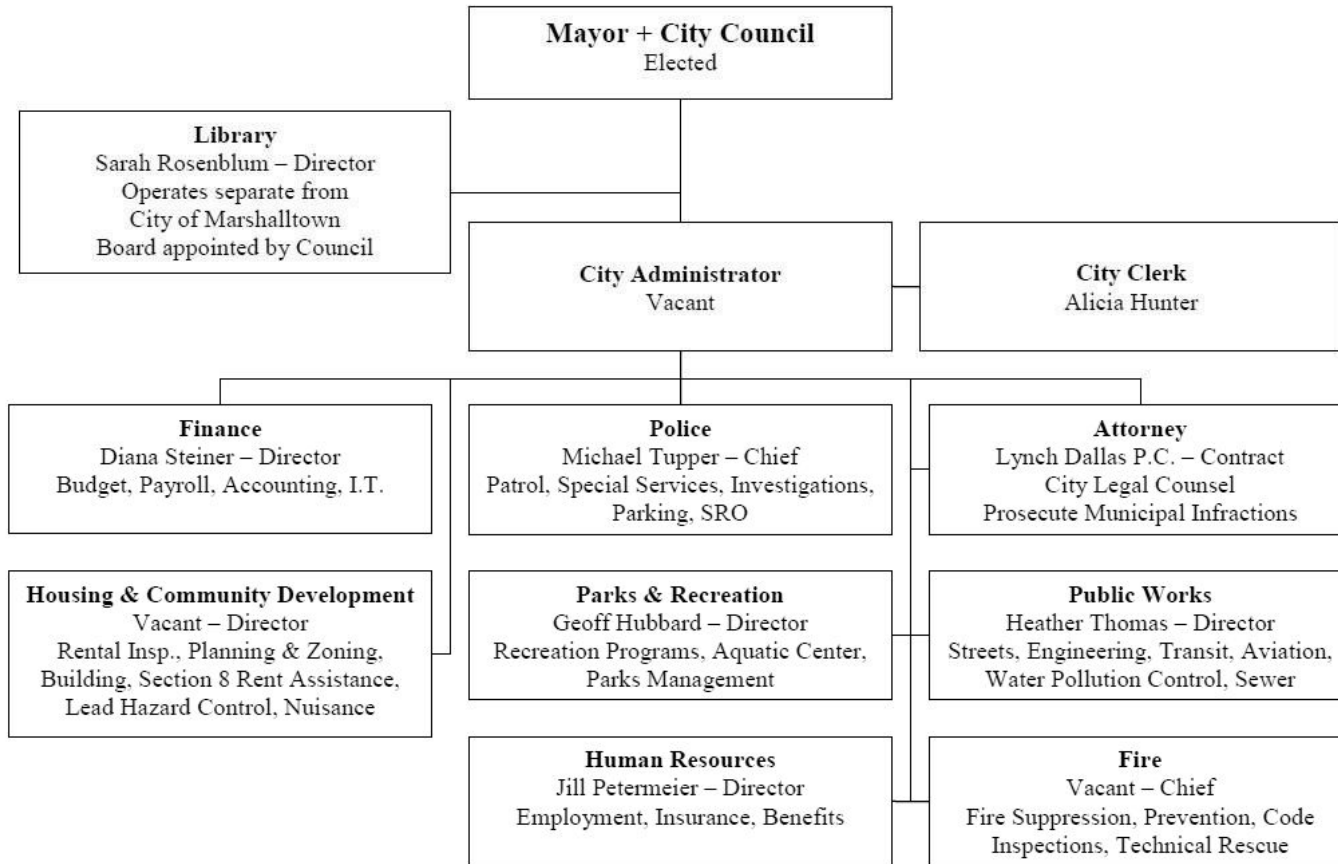 Mayor + City Council
Elected
Library
Sarah Rosenblum – Director
Operates separate from
City of Marshalltown
Board appointed by Council
City Administrator
Vacant
City Clerk
Alicia Hunter
Finance
Diana Steiner – Director
Budget, Payroll, Accounting, I.T.
Police
Michael Tupper – Chief
Patrol, Special Services, Investigations,
Parking, SRO
Attorney
Lynch Dallas P.C. – Contract
City Legal Counsel
Prosecute Municipal Infractions
Housing & Community Development
Vacant – Director
Rental Insp., Planning & Zoning,
Building, Section 8 Rent Assistance,
Lead Hazard Control, Nuisance
Parks & Recreation
Geoff Hubbard – Director
Recreation Programs, Aquatic Center,
Parks Management
Public Works
Heather Thomas – Director
Streets, Engineering, Transit, Aviation,
Water Pollution Control, Sewer
Human Resources
Jill Petermeier – Director
Employment, Insurance, Benefits
Fire
Vacant – Chief
Fire Suppression, Prevention, Code
Inspections, Technical Rescue